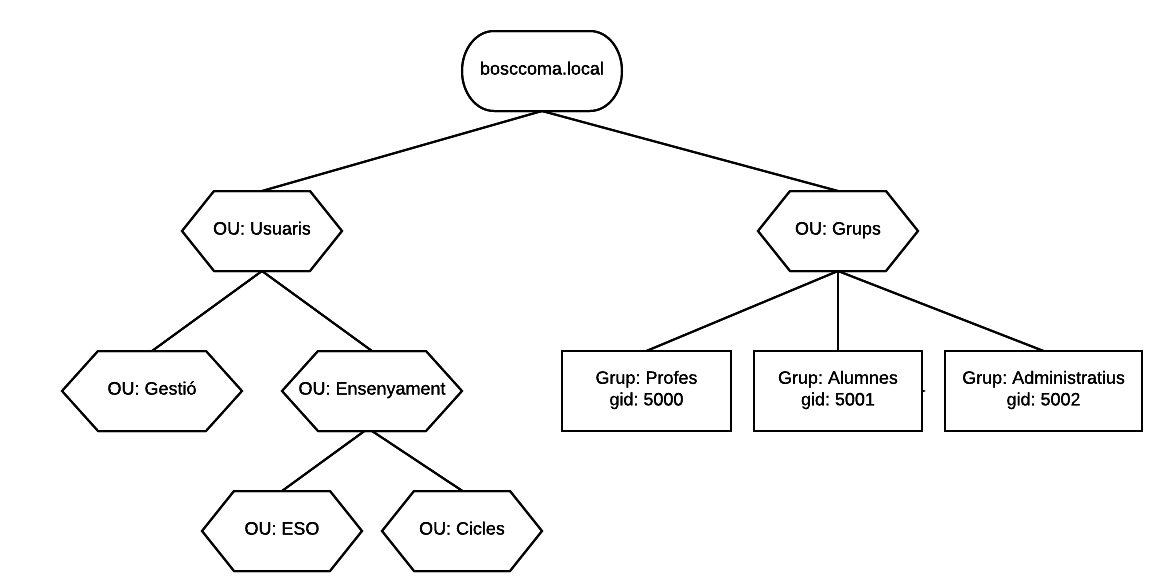 bosccoma.local
OU: Usuaris
OU: Grups
OU: Gestió
OU: Ensenyament
Grup: Profes
gid: 5000
Grup: Alumnes
gid: 5001
Grup: Administratius
gid: 5002
OU: ESO
OU: Cicles